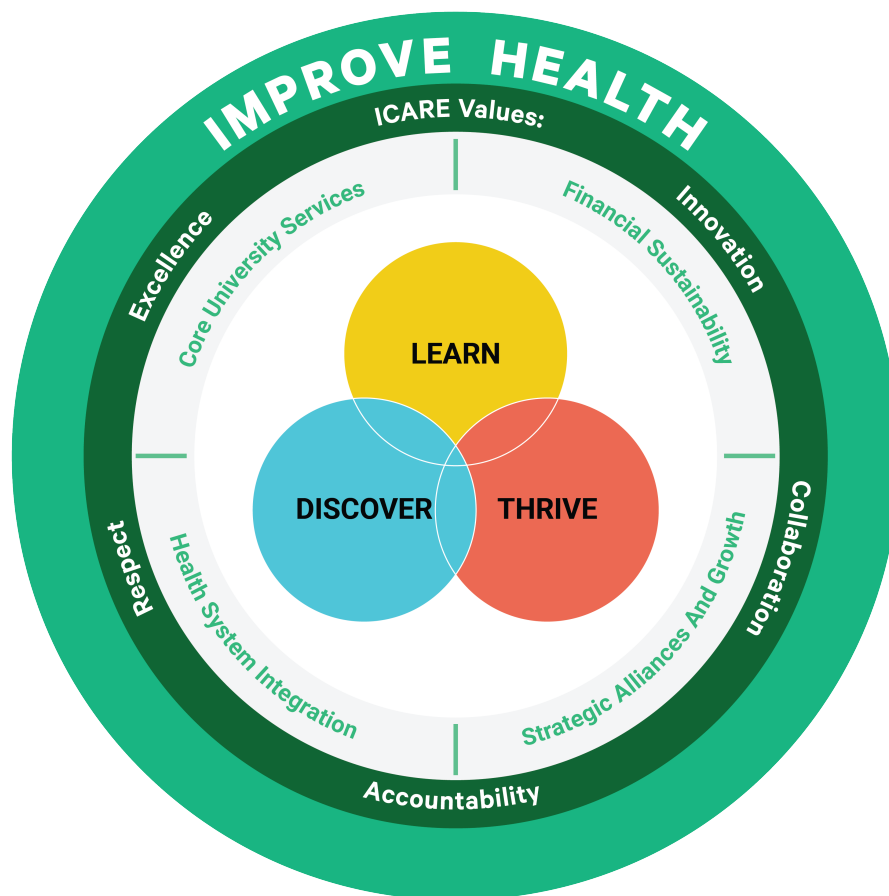 IMPROVE HEALTH
ICARE Values:
Innovation
Collaboration
Accountability
Respect
Excellence
Core University Services
Financial Sustainability
Strategic Alliances And Growth
Health System Integration
LEARN
DISCOVER
THRIVE